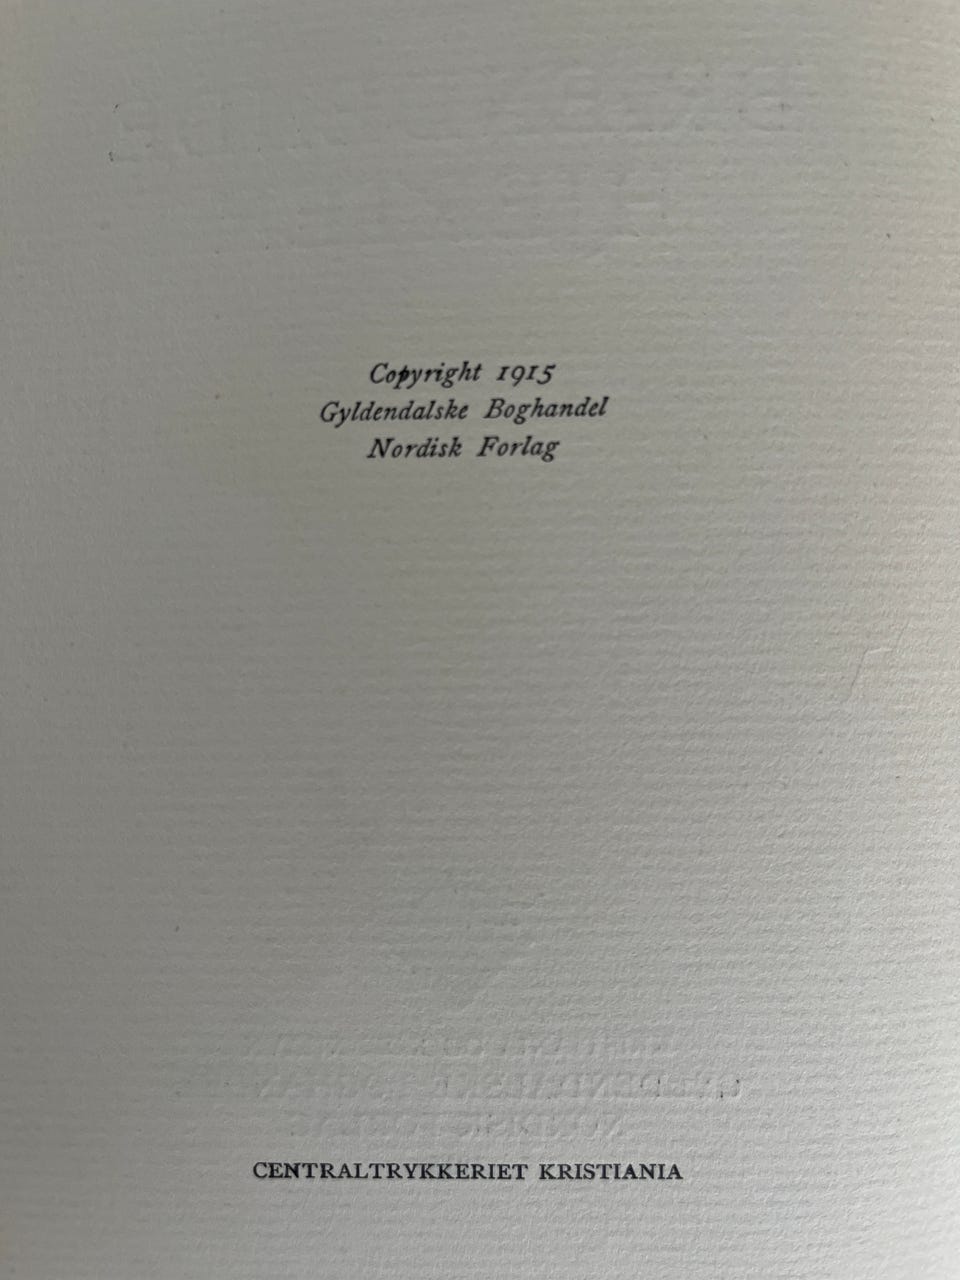 Copyright 1915
Gyldendalske Boghandel
Nordisk Forlag
CENTRALTRYKKERIET KRISTIANIA